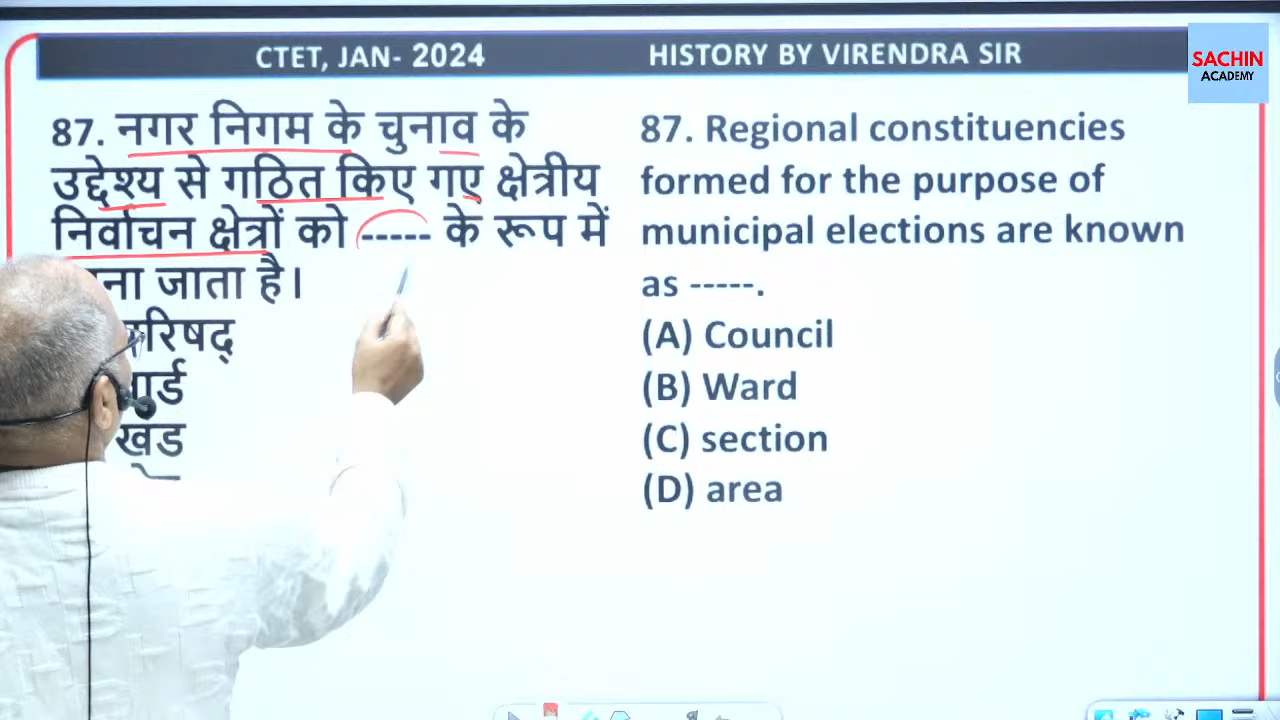 CTET, JAN- 2024
HISTORY BY VIRENDRA SIR
SACHIN
ACADEMY
87. नगर निगम के चुनाव के
उद्देश्य से गठित किए गए क्षेत्रीय
निर्वाचन क्षेत्रों को ----- के रूप में
जाता है।
खंड
87. Regional constituencies
formed for the purpose of
municipal elections are known
as -----.
(A) Council
(B) Ward
(C) section
(D) area